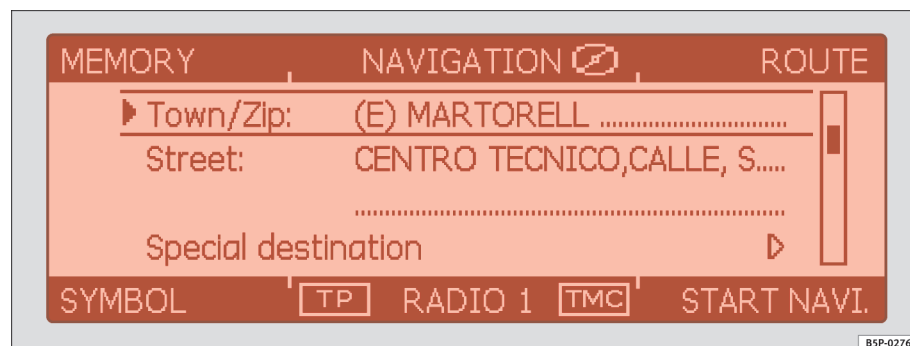 MEMORY NAVIGATION ROUTE
Town/Zip: (E) MARTORELL ..............................
Street: CENTRO TECNICO,CALLE, S.....
Special destination
SYMBOL TP RADIO 1 TMC START NAVI.
B5P-0276